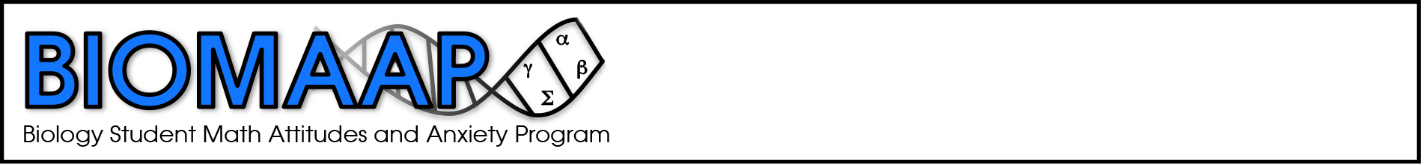 BIOMAAP
α
γ β
Σ
Biology Student Math Attitudes and Anxiety Program